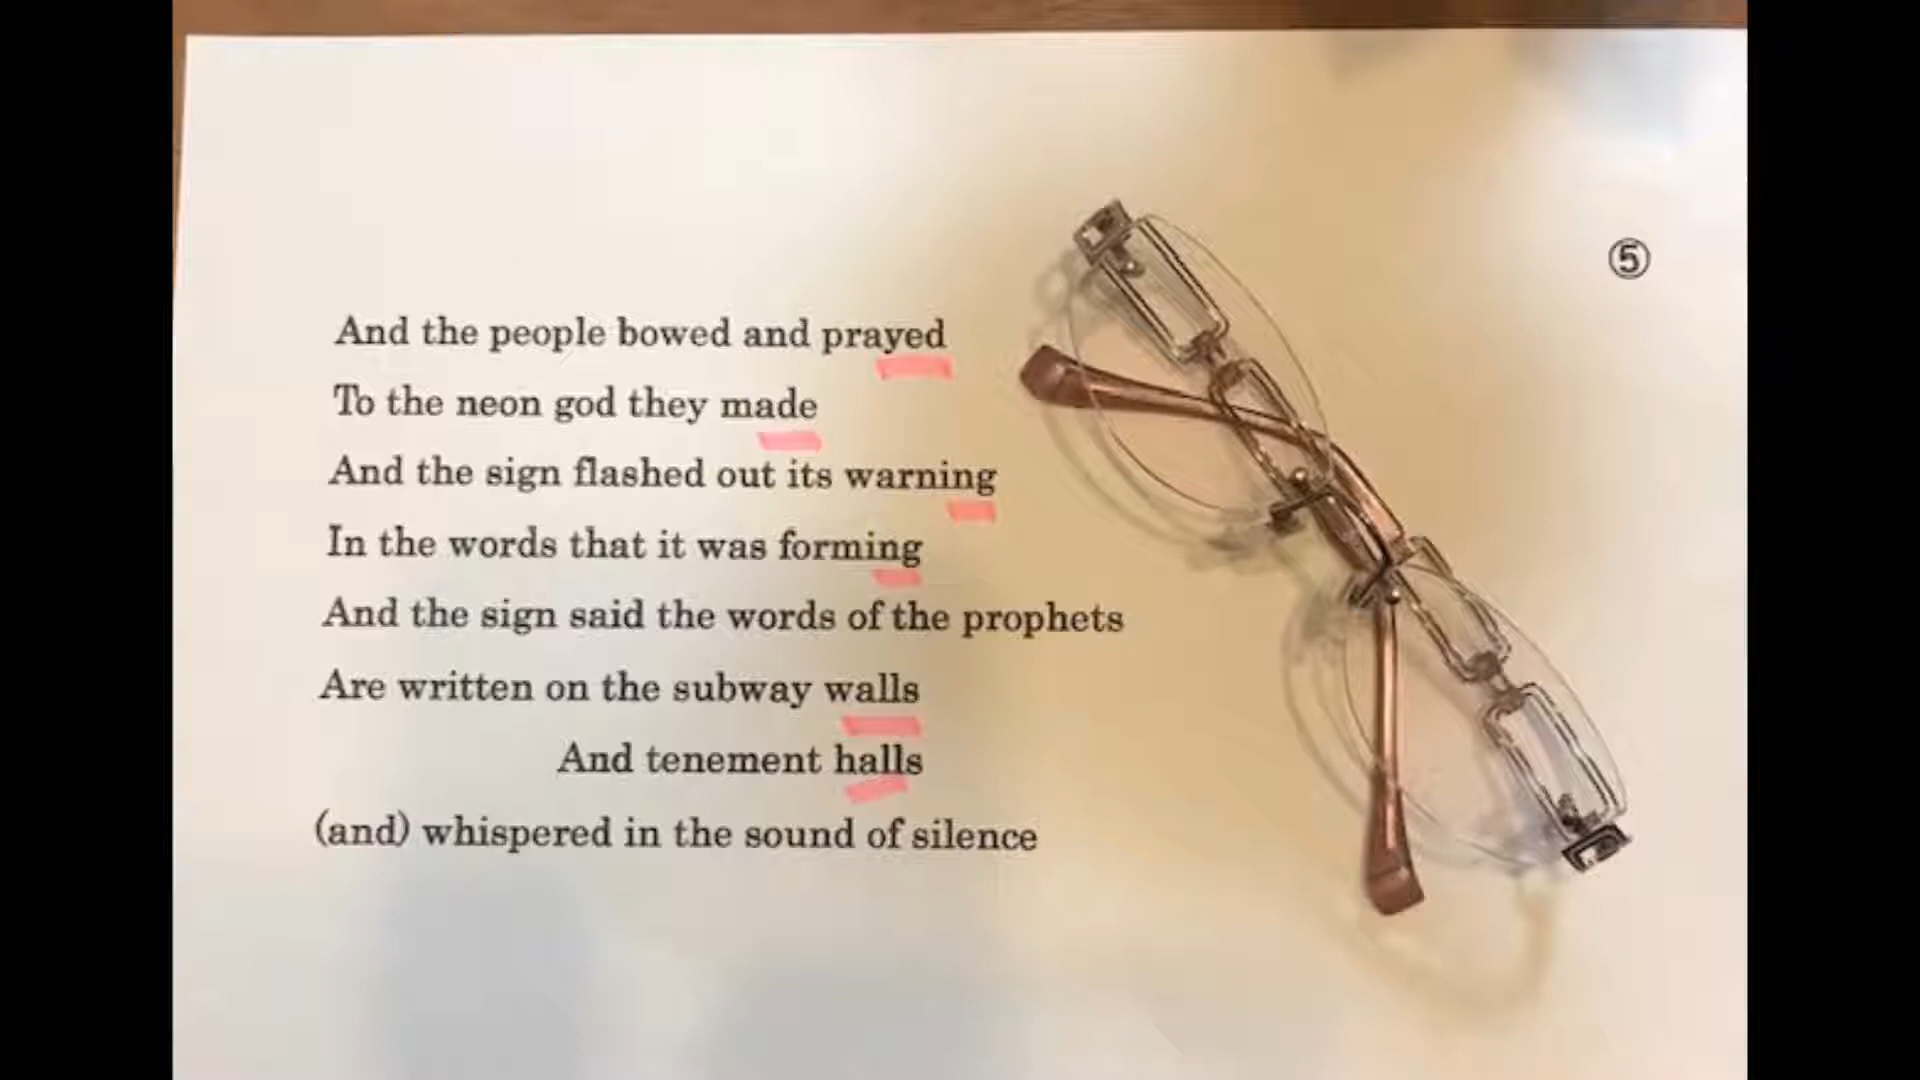 ⑤
And the people bowed and prayed
To the neon god they made
And the sign flashed out its warning
In the words that it was forming
And the sign said the words of the prophets
Are written on the subway walls
And tenement halls
(and) whispered in the sound of silence